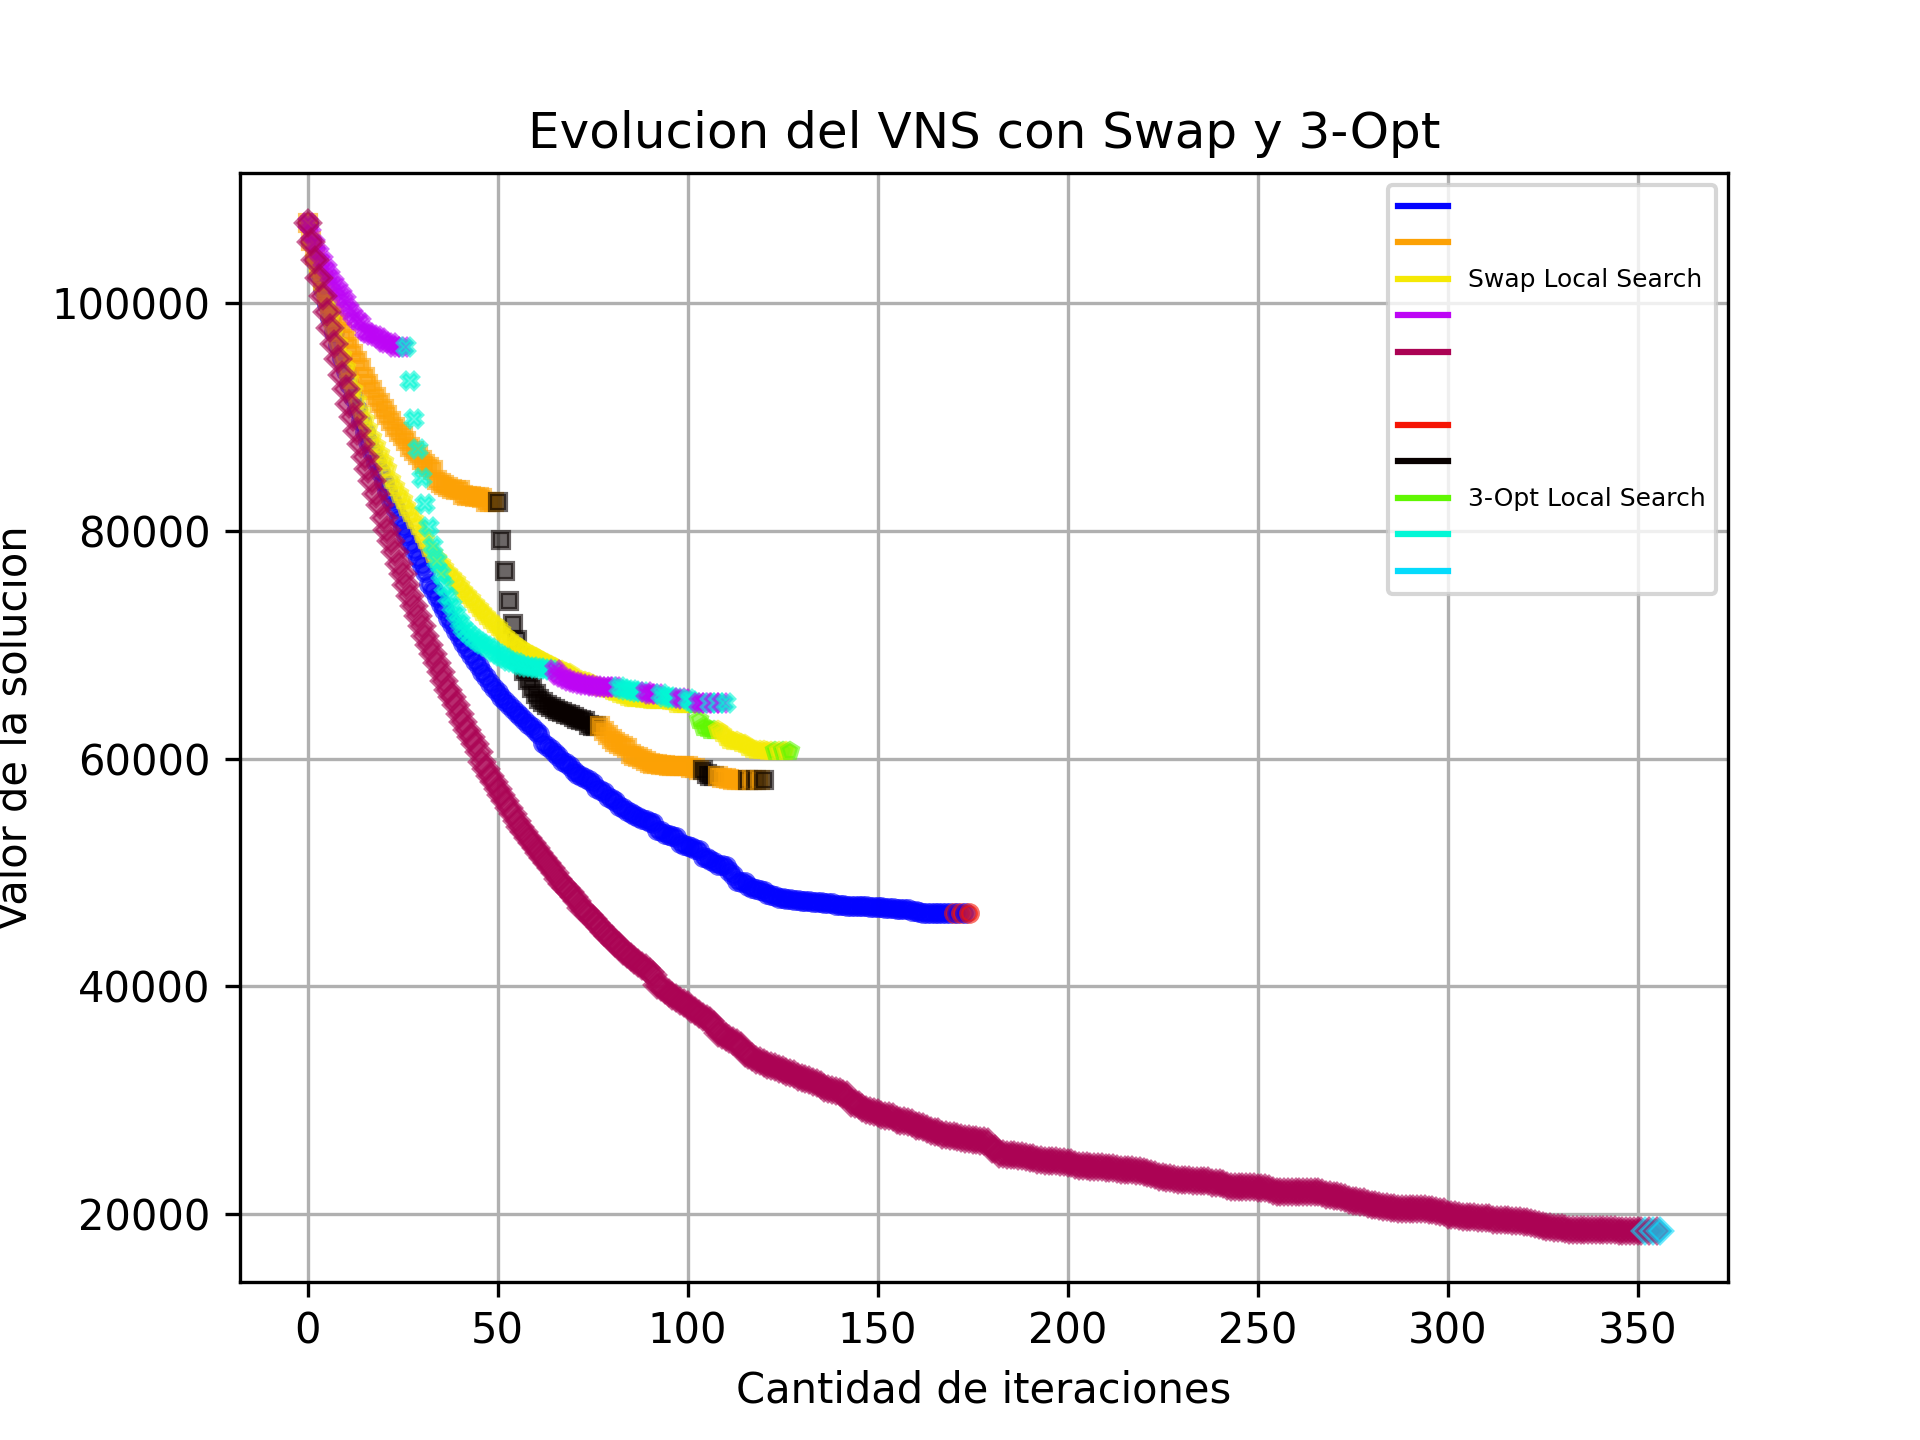 Evolucion del VNS con Swap y 3-Opt
Valor de la solucion
100000
80000
60000
40000
20000
Swap Local Search
3-Opt Local Search
0 50 100 150 200 250 300 350
Cantidad de iteraciones